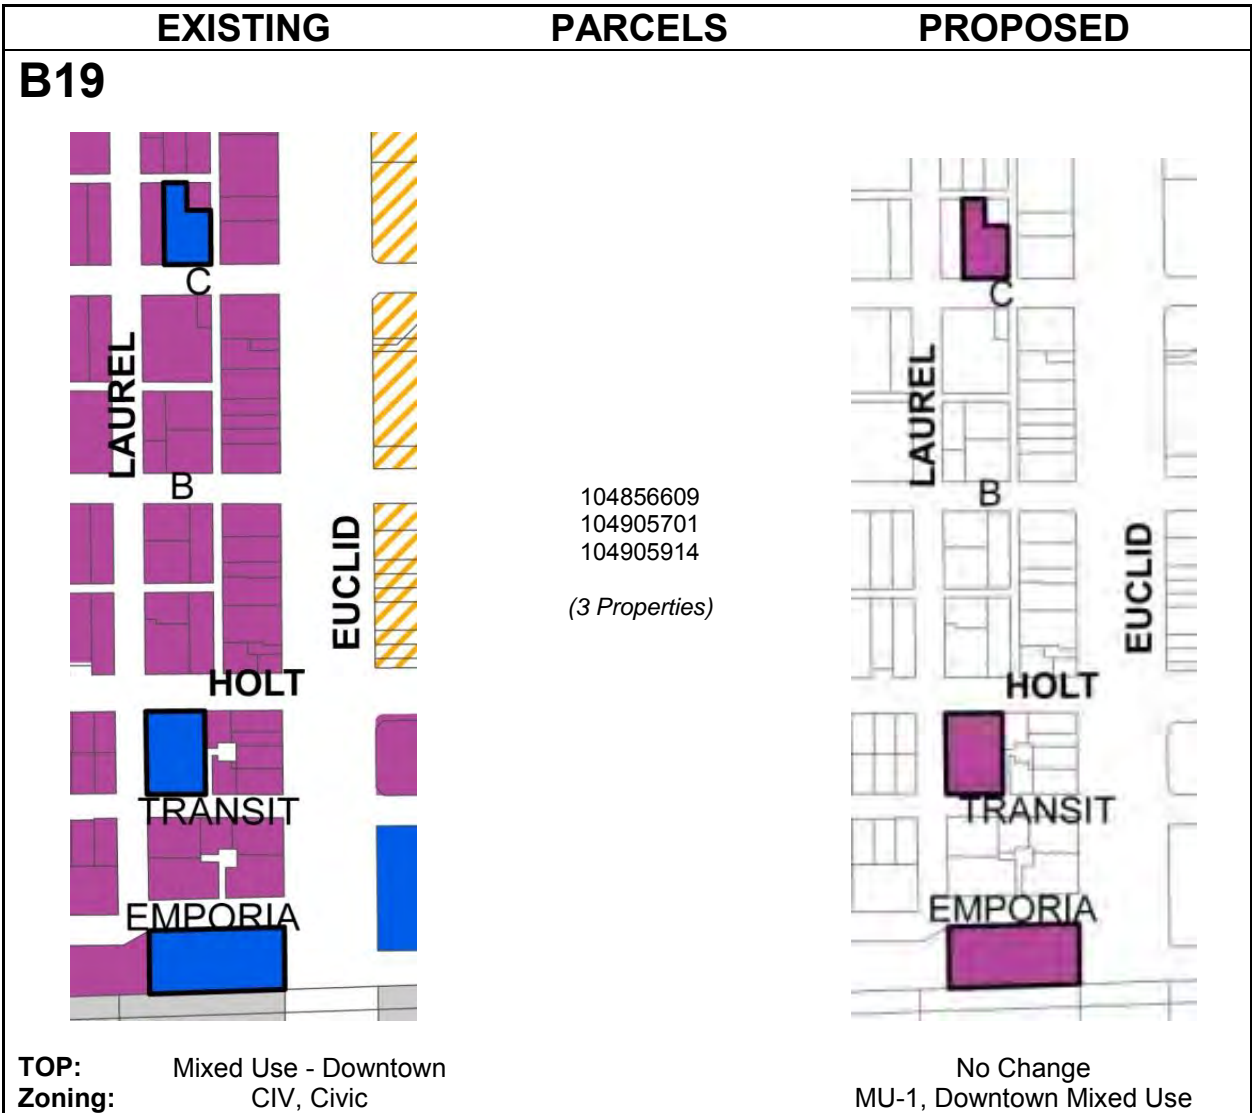 EXISTING PARCELS PROPOSED
B19
C
LAUREL
B
EUCLID
HOLT
TRANSIT
EMPORIA
104856609
104905701
104905914
(3 Properties)
C
LAUREL
B
EUCLID
HOLT
TRANSIT
EMPORIA
TOP: Mixed Use - Downtown No Change
Zoning: CIV, Civic MU-1, Downtown Mixed Use